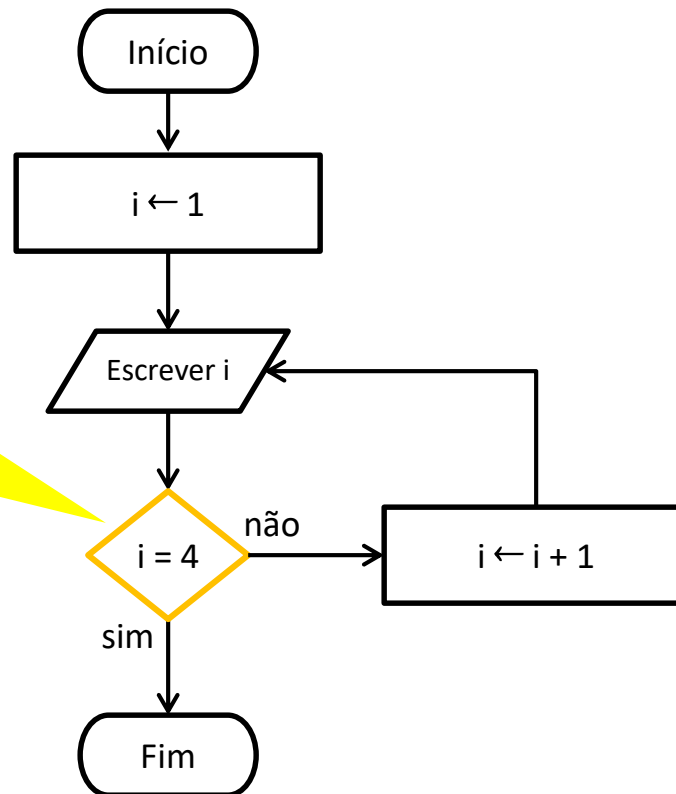 Início
i ← 1
Escrever i
i = 4
não
i ← i + 1
sim
Fim